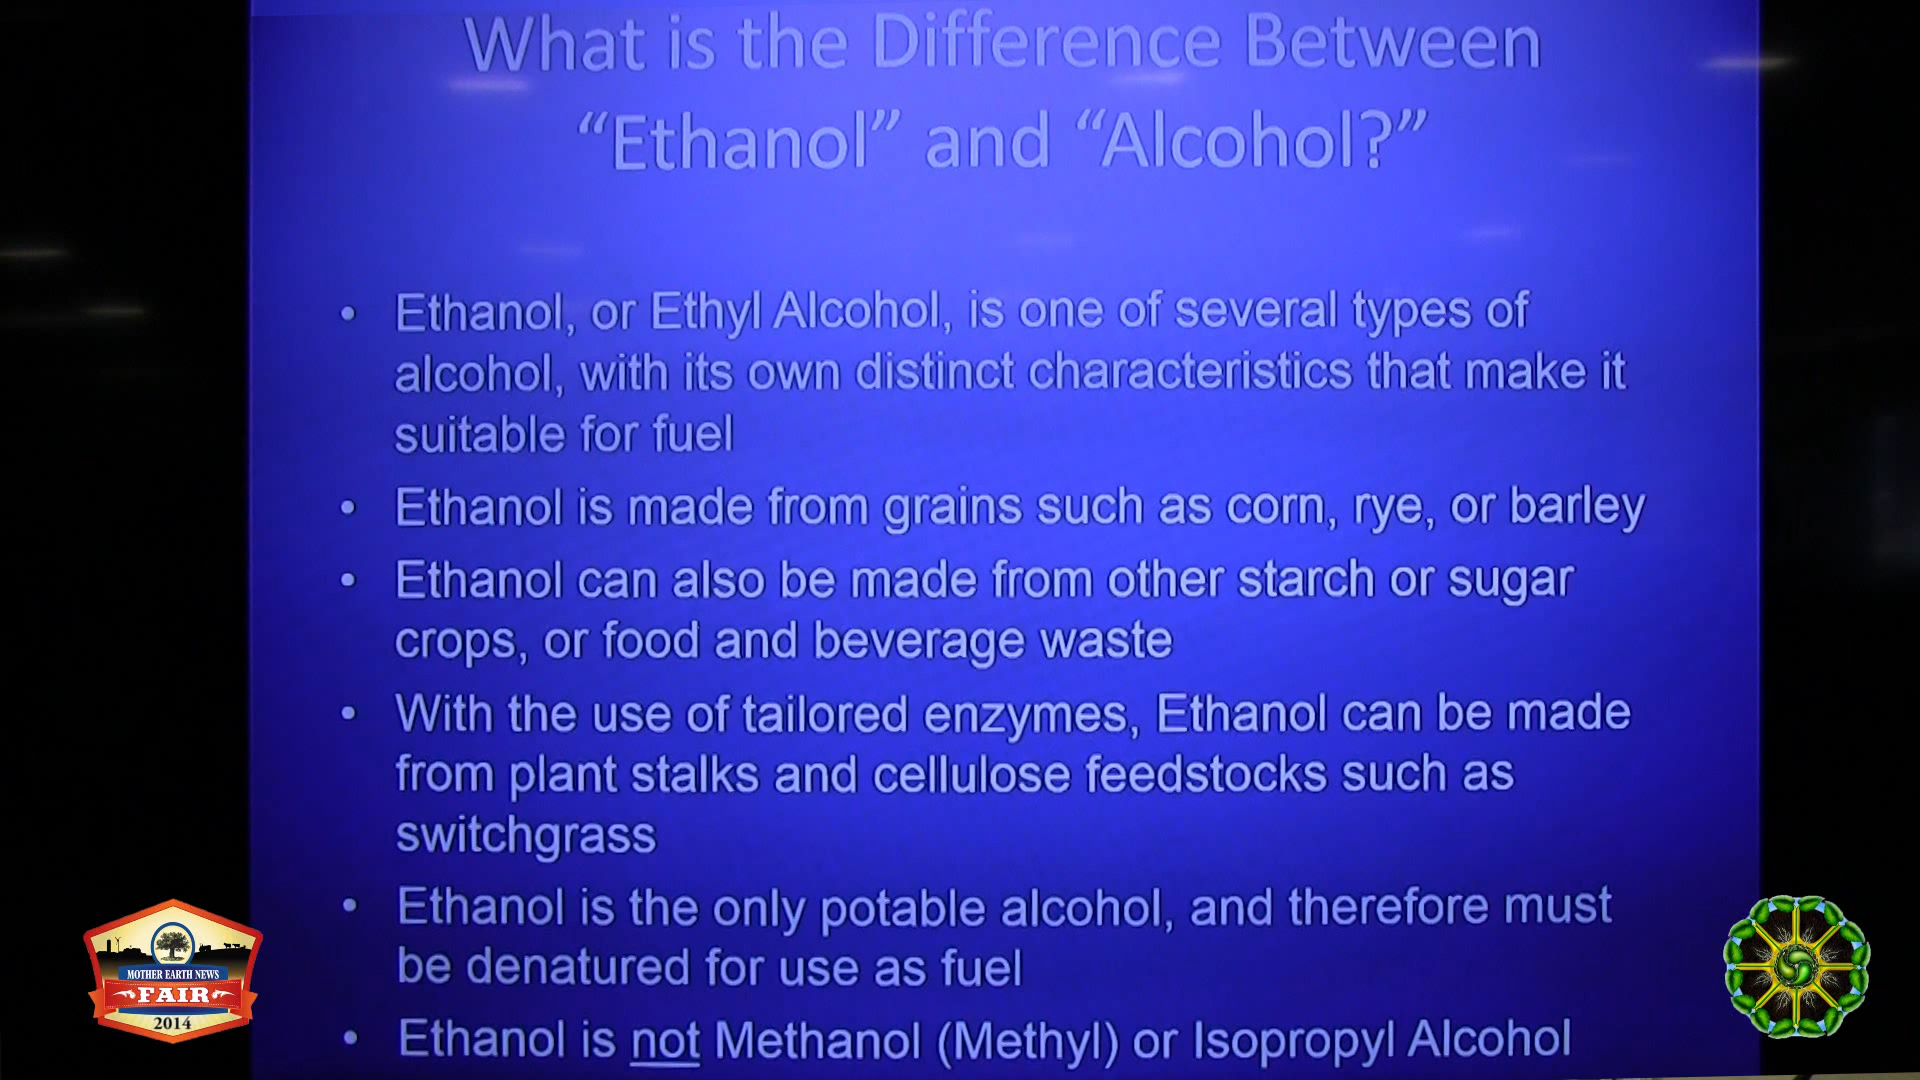 What is the Difference Between
“Ethanol” and “Alcohol?”
• Ethanol, or Ethyl Alcohol, is one of several types of
alcohol, with its own distinct characteristics that make it
suitable for fuel
• Ethanol is made from grains such as corn, rye, or barley
• Ethanol can also be made from other starch or sugar
crops, or food and beverage waste
• With the use of tailored enzymes, Ethanol can be made
from plant stalks and cellulose feedstocks such as
switchgrass
• Ethanol is the only potable alcohol, and therefore must
be denatured for use as fuel
• Ethanol is not Methanol (Methyl) or Isopropyl Alcohol
MOTHER EARTH NEWS
FAIR
2014